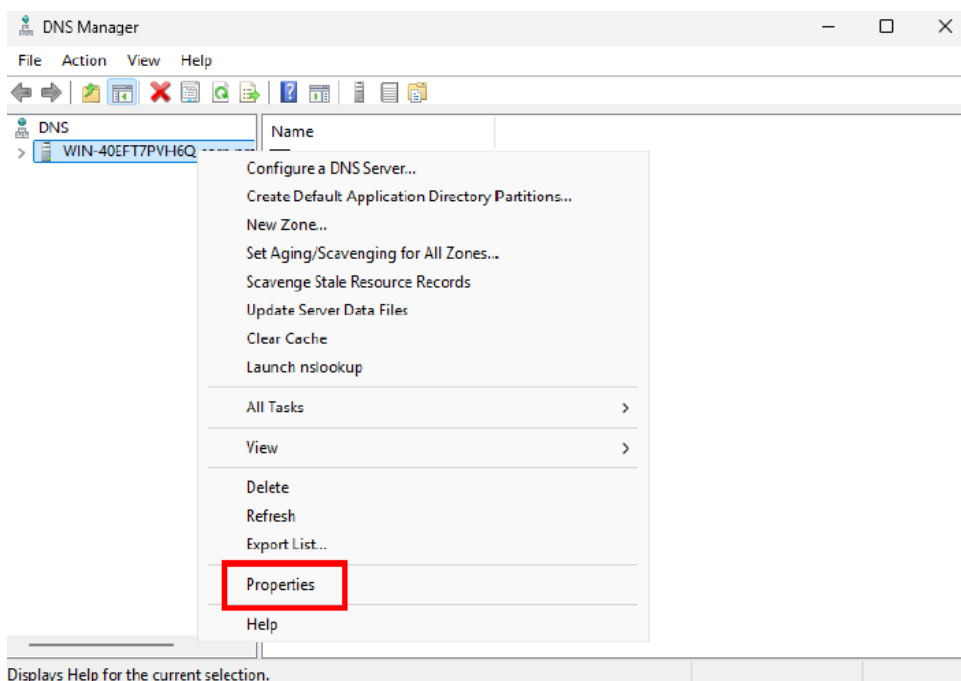 DNS Manager
File Action View Help
DNS
Name
WIN-40EFT7PVH6Q
Configure a DNS Server...
Create Default Application Directory Partitions...
New Zone...
Set Aging/Scavenging for All Zones...
Scavenge Stale Resource Records
Update Server Data Files
Clear Cache
Launch nslookup
All Tasks
View
Delete
Refresh
Export List...
Properties
Help
Displays Help for the current selection.